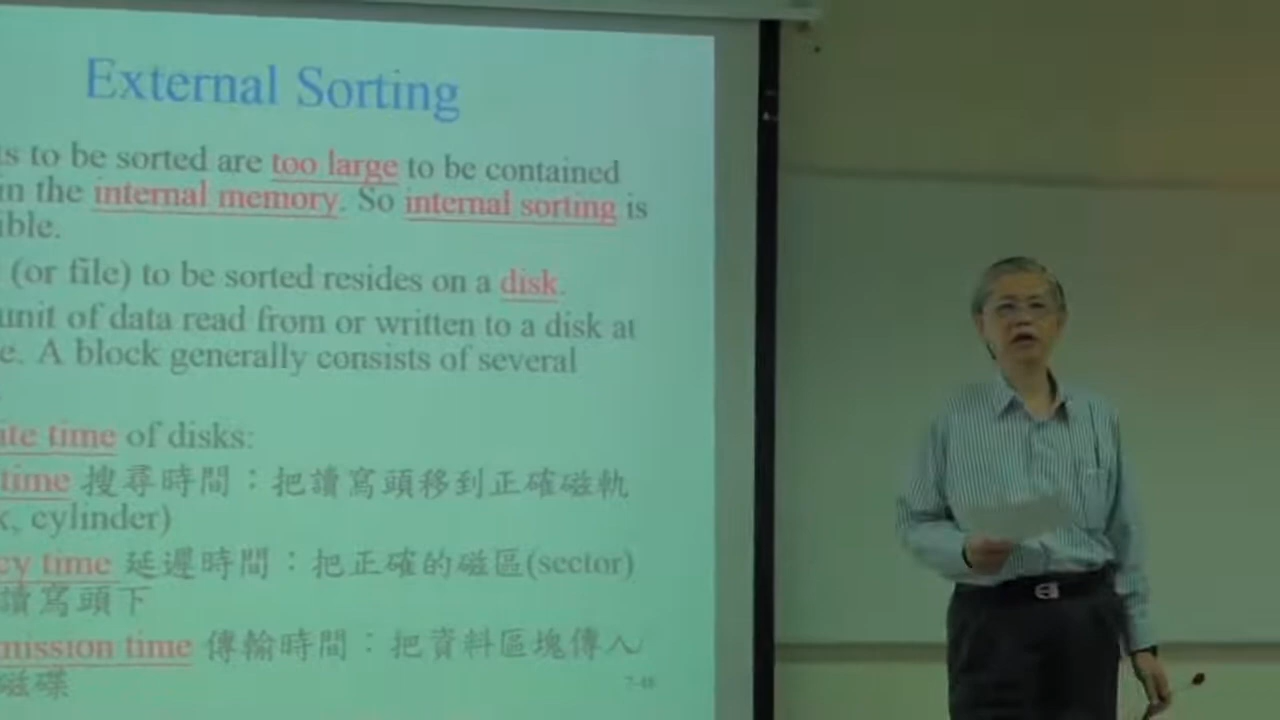 External Sorting
s to be sorted are too large to be contained
in the internal memory. So internal sorting is
ible.
(or file) to be sorted resides on a disk.
unit of data read from or written to a disk at
e. A block generally consists of several
ite time of disks:
time 搜尋時間：把讀寫頭移到正確磁軌
k, cylinder)
cy time 延遲時間：把正確的磁區(sector)
讀寫頭下
mission time 傳輸時間：把資料區塊傳入
磁碟
7-48